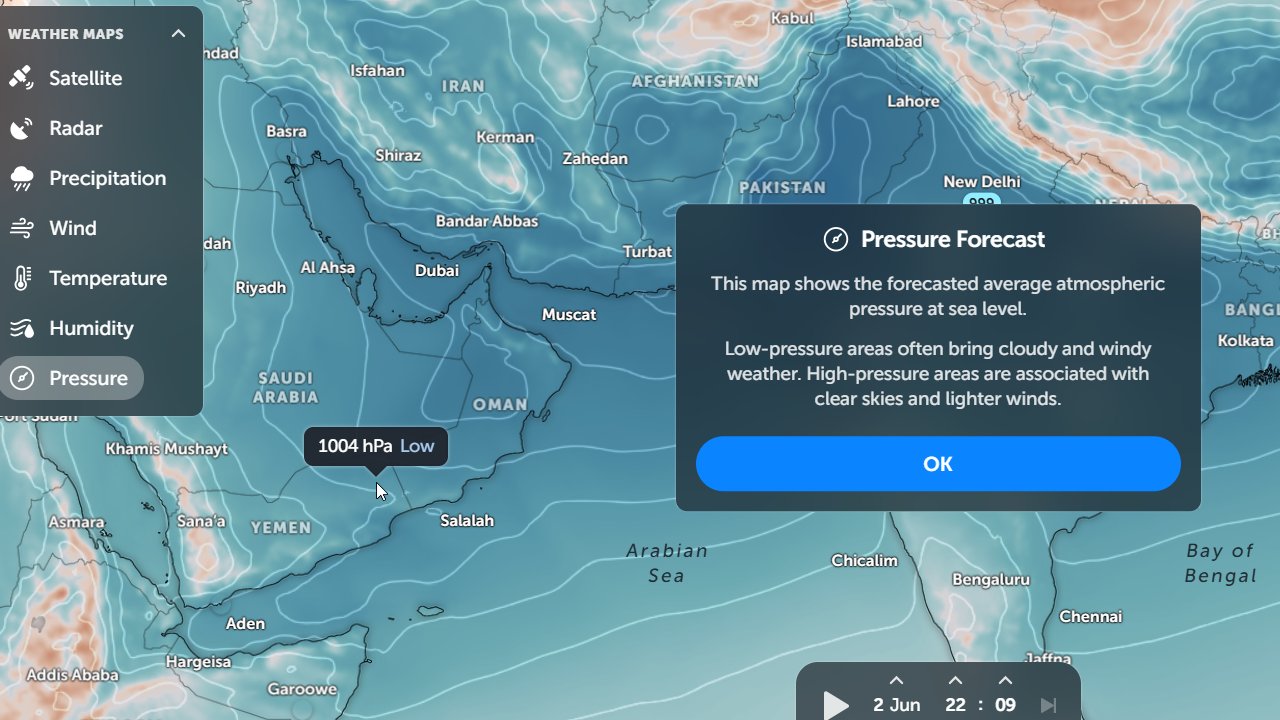 WEATHER MAPS
Satellite
Radar
Precipitation
Wind
Temperature
Humidity
Pressure
Kabul
Islamabad
Isfahan
IRAN
AFGHANISTAN
Lahore
Basra
Kerman
Shiraz
Zahedan
New Delhi
PAKISTAN
999
Bandar Abbas
Turbat
Al Ahsa
Dubai
Riyadh
Muscat
Kolkata
SAUDI
ARABIA
OMAN
1004 hPa Low
Khamis Mushayt
Asmara
Sana'a
YEMEN
Salalah
Arabian
Sea
Chicalim
Bay of
Bengal
Bengaluru
Chennai
Aden
Hargeisa
Jaffna
Addis Ababa
Garoowe
Pressure Forecast
This map shows the forecasted average atmospheric
pressure at sea level.
Low-pressure areas often bring cloudy and windy
weather. High-pressure areas are associated with
clear skies and lighter winds.
OK
2 Jun 22 : 09